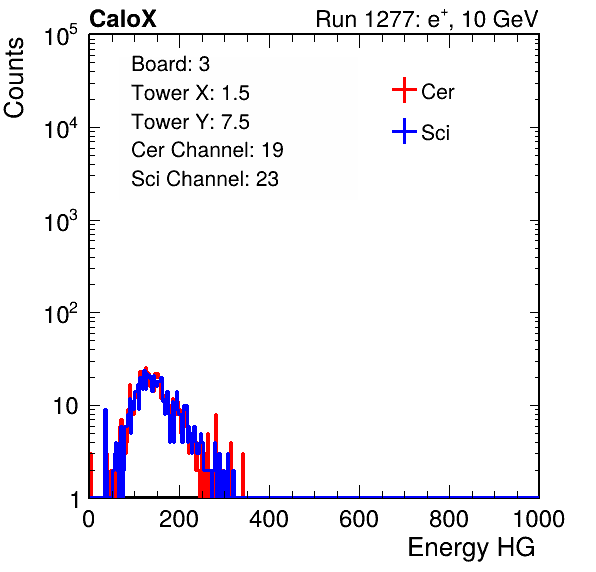 CaloX Run 1277: e⁺, 10 GeV
Counts
10⁵
10⁴
10³
10²
10
1
Board: 3
Tower X: 1.5
Tower Y: 7.5
Cer Channel: 19
Sci Channel: 23
Cer
Sci
0 200 400 600 800 1000
Energy HG